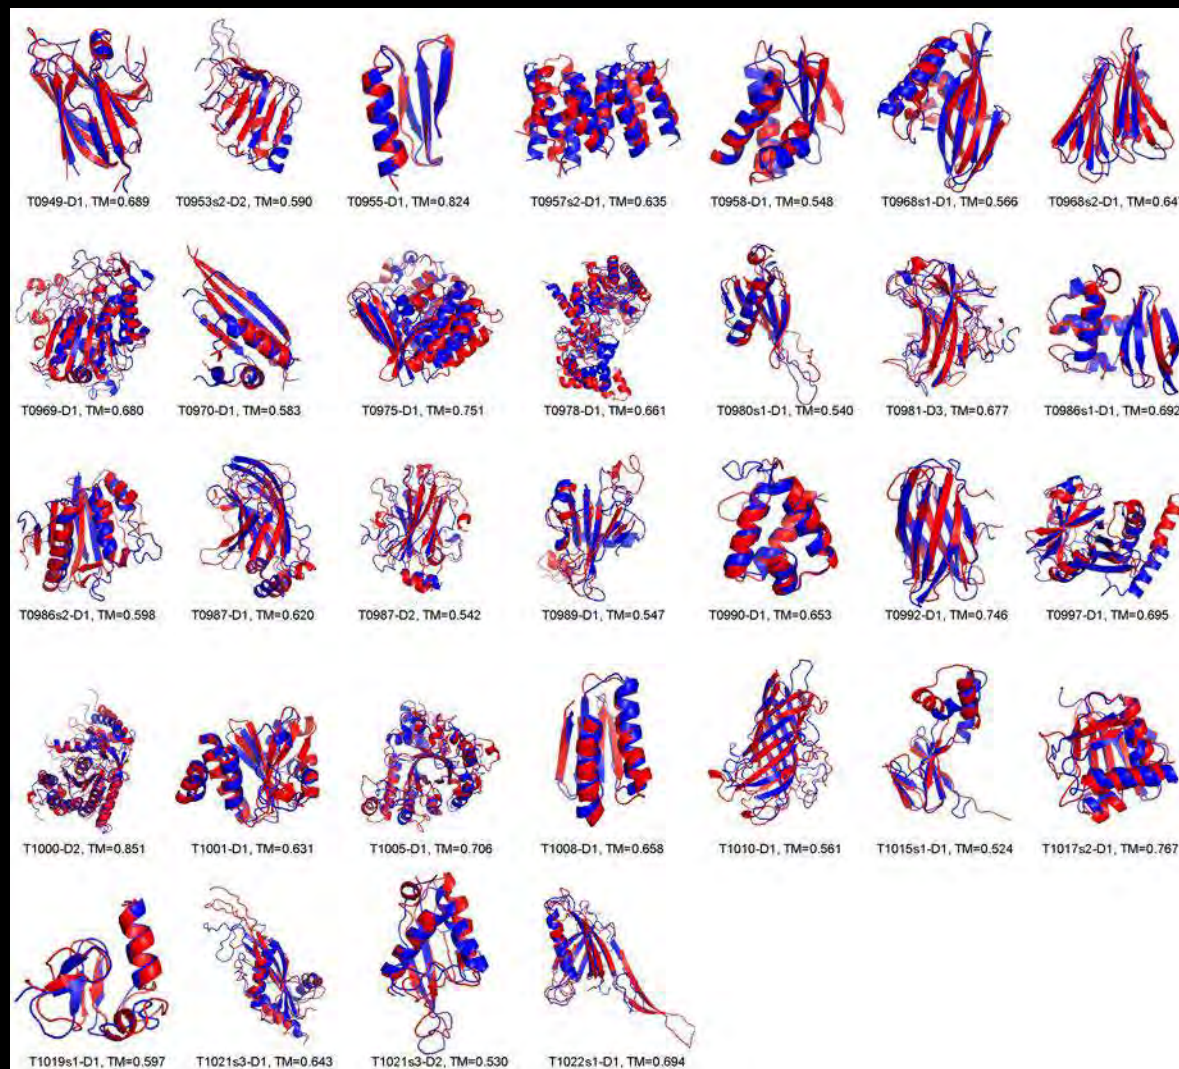 T0949-D1, TM=0.689 T0953s2-D2, TM=0.590 T0955-D1, TM=0.824 T0957s2-D1, TM=0.635 T0958-D1, TM=0.548 T0968s1-D1, TM=0.566 T0968s2-D1, TM=0.647
T0969-D1, TM=0.680 T0970-D1, TM=0.583 T0975-D1, TM=0.751 T0978-D1, TM=0.661 T0980s1-D1, TM=0.540 T0981-D3, TM=0.677 T0986s1-D1, TM=0.692
T0986s2-D1, TM=0.598 T0987-D1, TM=0.620 T0987-D2, TM=0.542 T0989-D1, TM=0.547 T0990-D1, TM=0.653 T0992-D1, TM=0.746 T0997-D1, TM=0.695
T1000-D2, TM=0.851 T1001-D1, TM=0.631 T1005-D1, TM=0.706 T1008-D1, TM=0.658 T1010-D1, TM=0.561 T1015s1-D1, TM=0.524 T1017s2-D1, TM=0.767
T1019s1-D1, TM=0.597 T1021s3-D1, TM=0.643 T1021s3-D2, TM=0.530 T1022s1-D1, TM=0.694